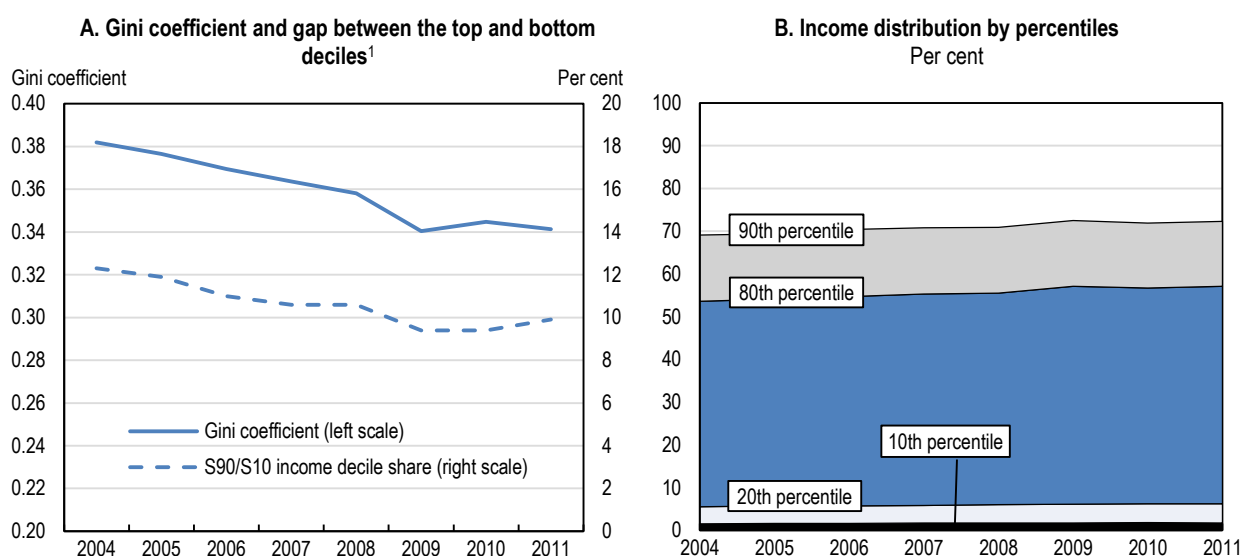 A. Gini coefficient and gap between the top and bottom
deciles1
Gini coefficient
Per cent
0.40
0.38
0.36
0.34
0.32
0.30
0.28
0.26
0.24
0.22
0.20
20
18
16
14
12
10
8
6
4
2
0
Gini coefficient (left scale)
S90/S10 income decile share (right scale)
2004 2005 2006 2007 2008 2009 2010 2011
B. Income distribution by percentiles
Per cent
100
90
80
70
60
50
40
30
20
10
0
90th percentile
80th percentile
10th percentile
20th percentile
2004 2005 2006 2007 2008 2009 2010 2011